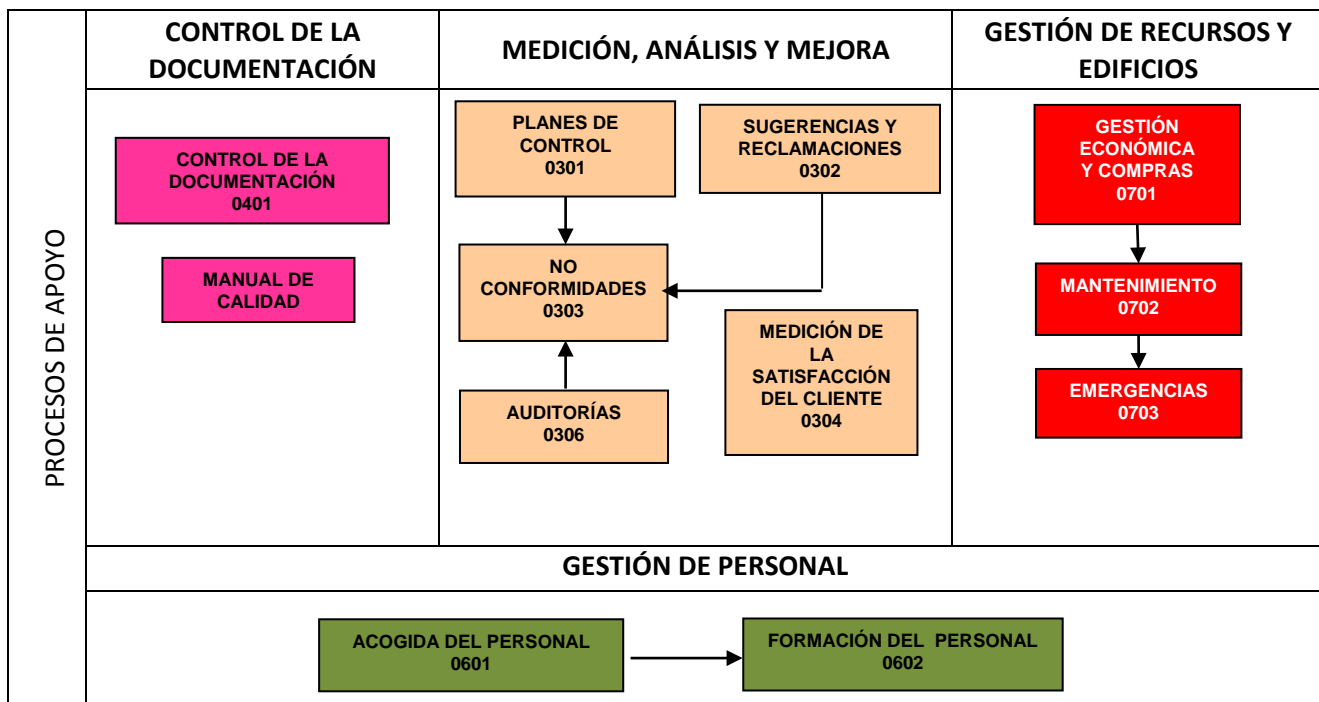 PROCESOS DE APOYO
CONTROL DE LA
DOCUMENTACIÓN
MEDICIÓN, ANÁLISIS Y MEJORA
GESTIÓN DE RECURSOS Y
EDIFICIOS
CONTROL DE LA
DOCUMENTACIÓN
0401
MANUAL DE
CALIDAD
PLANES DE
CONTROL
0301
SUGERENCIAS Y
RECLAMACIONES
0302
NO
CONFORMIDADES
0303
MEDICIÓN DE
LA
SATISFACCIÓN
DEL CLIENTE
0304
AUDITORÍAS
0306
GESTIÓN
ECONÓMICA
Y COMPRAS
0701
MANTENIMIENTO
0702
EMERGENCIAS
0703
GESTIÓN DE PERSONAL
ACOGIDA DEL PERSONAL
0601
FORMACIÓN DEL  PERSONAL
0602